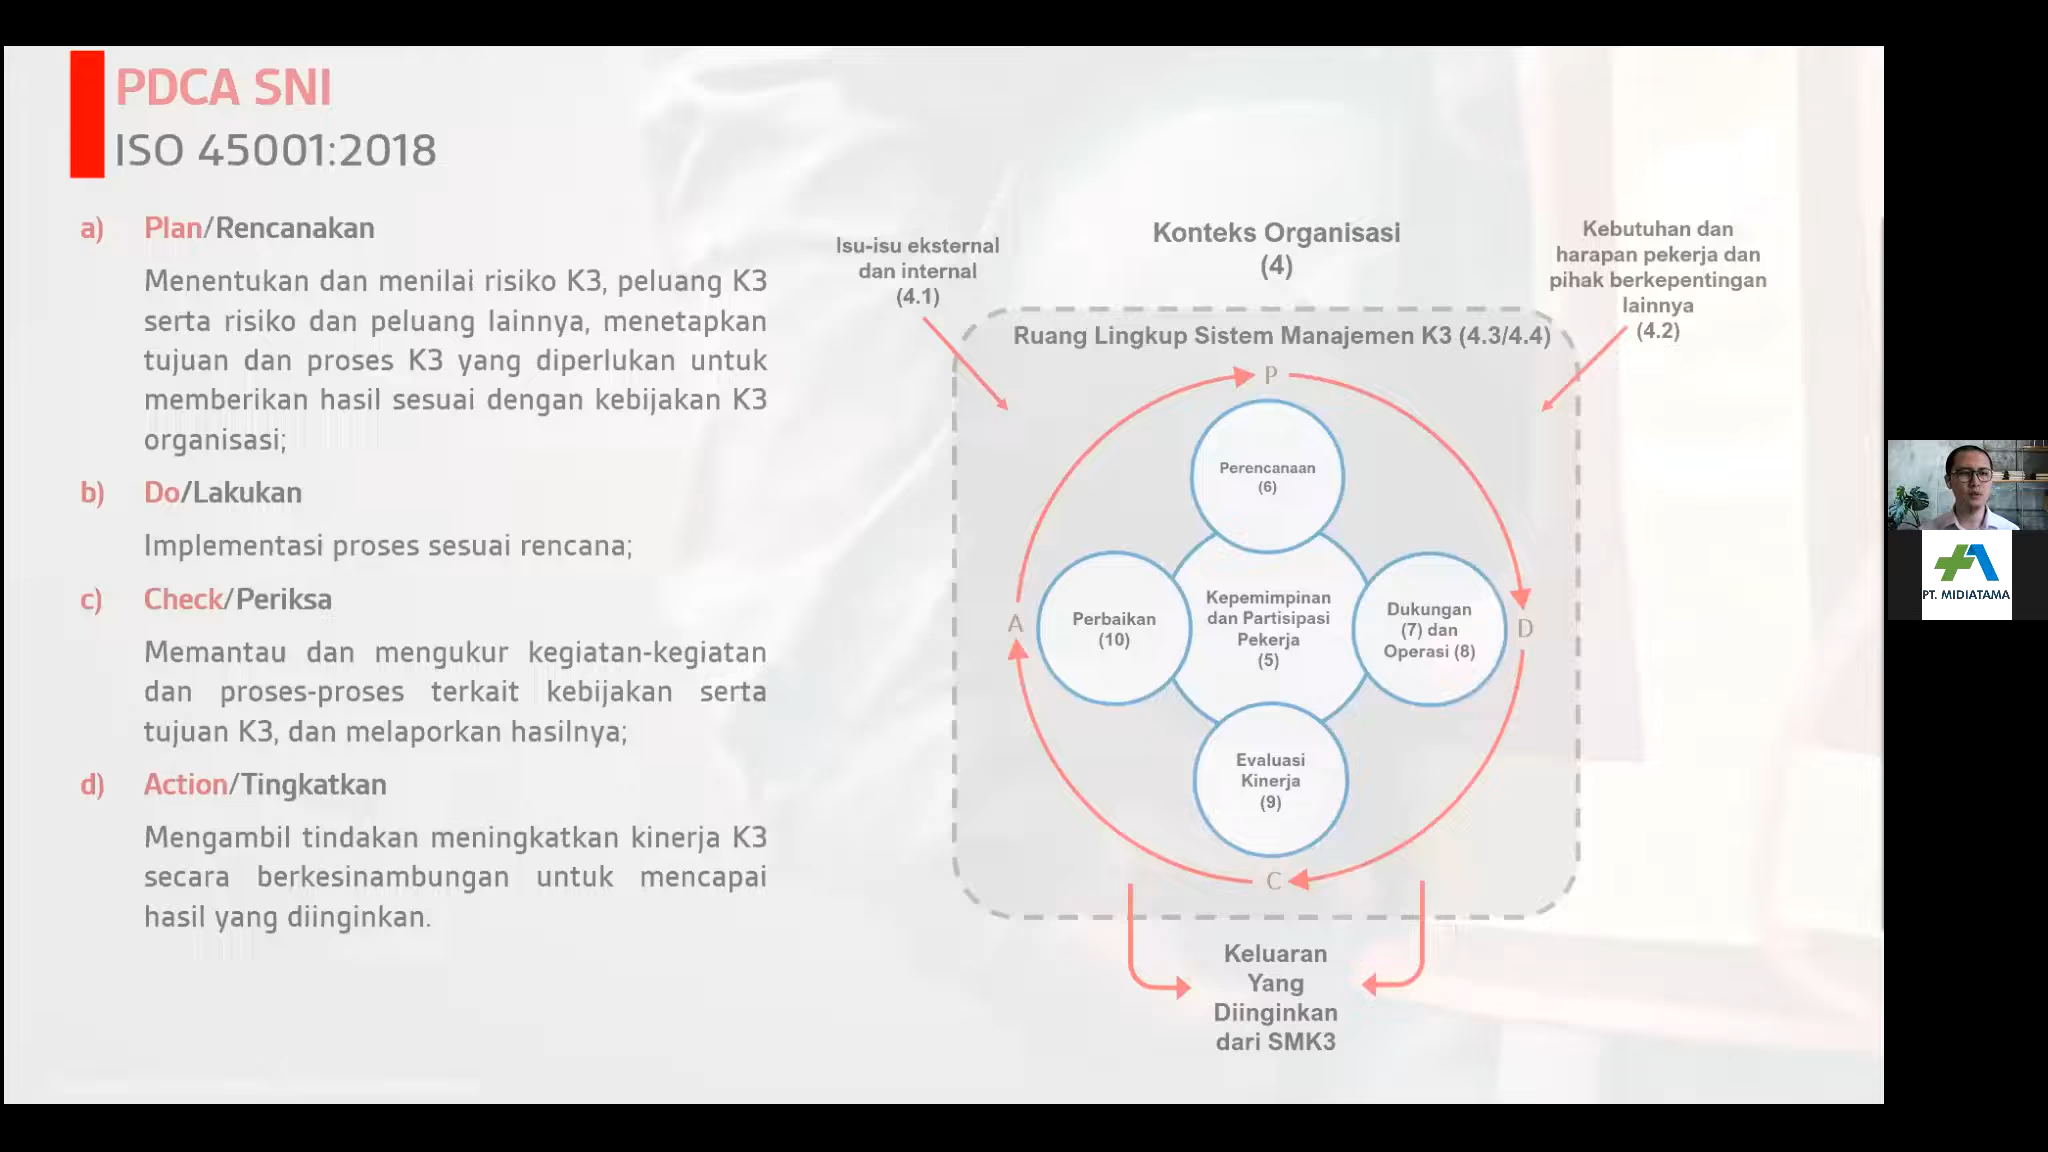 PDCA SNI
ISO 45001:2018
a) Plan/Rencanakan
Menentukan dan menilai risiko K3, peluang K3
serta risiko dan peluang lainnya, menetapkan
tujuan dan proses K3 yang diperlukan untuk
memberikan hasil sesuai dengan kebijakan K3
organisasi;
b) Do/Lakukan
Implementasi proses sesuai rencana;
c) Check/Periksa
Memantau dan mengukur kegiatan-kegiatan
dan proses-proses terkait kebijakan serta
tujuan K3, dan melaporkan hasilnya;
d) Action/Tingkatkan
Mengambil tindakan meningkatkan kinerja K3
secara berkesinambungan untuk mencapai
hasil yang diinginkan.
Isu-isu eksternal
dan internal
(4.1)
Konteks Organisasi
(4)
Kebutuhan dan
harapan pekerja dan
pihak berkepentingan
lainnya
(4.2)
Ruang Lingkup Sistem Manajemen K3 (4.3/4.4)
P
Perencanaan
(6)
A
Perbaikan
(10)
Kepemimpinan
dan Partisipasi
Pekerja
(5)
Dukungan
(7) dan
Operasi (8)
D
Evaluasi
Kinerja
(9)
C
Keluaran
Yang
Diinginkan
dari SMK3
PT. MIDIATAMA